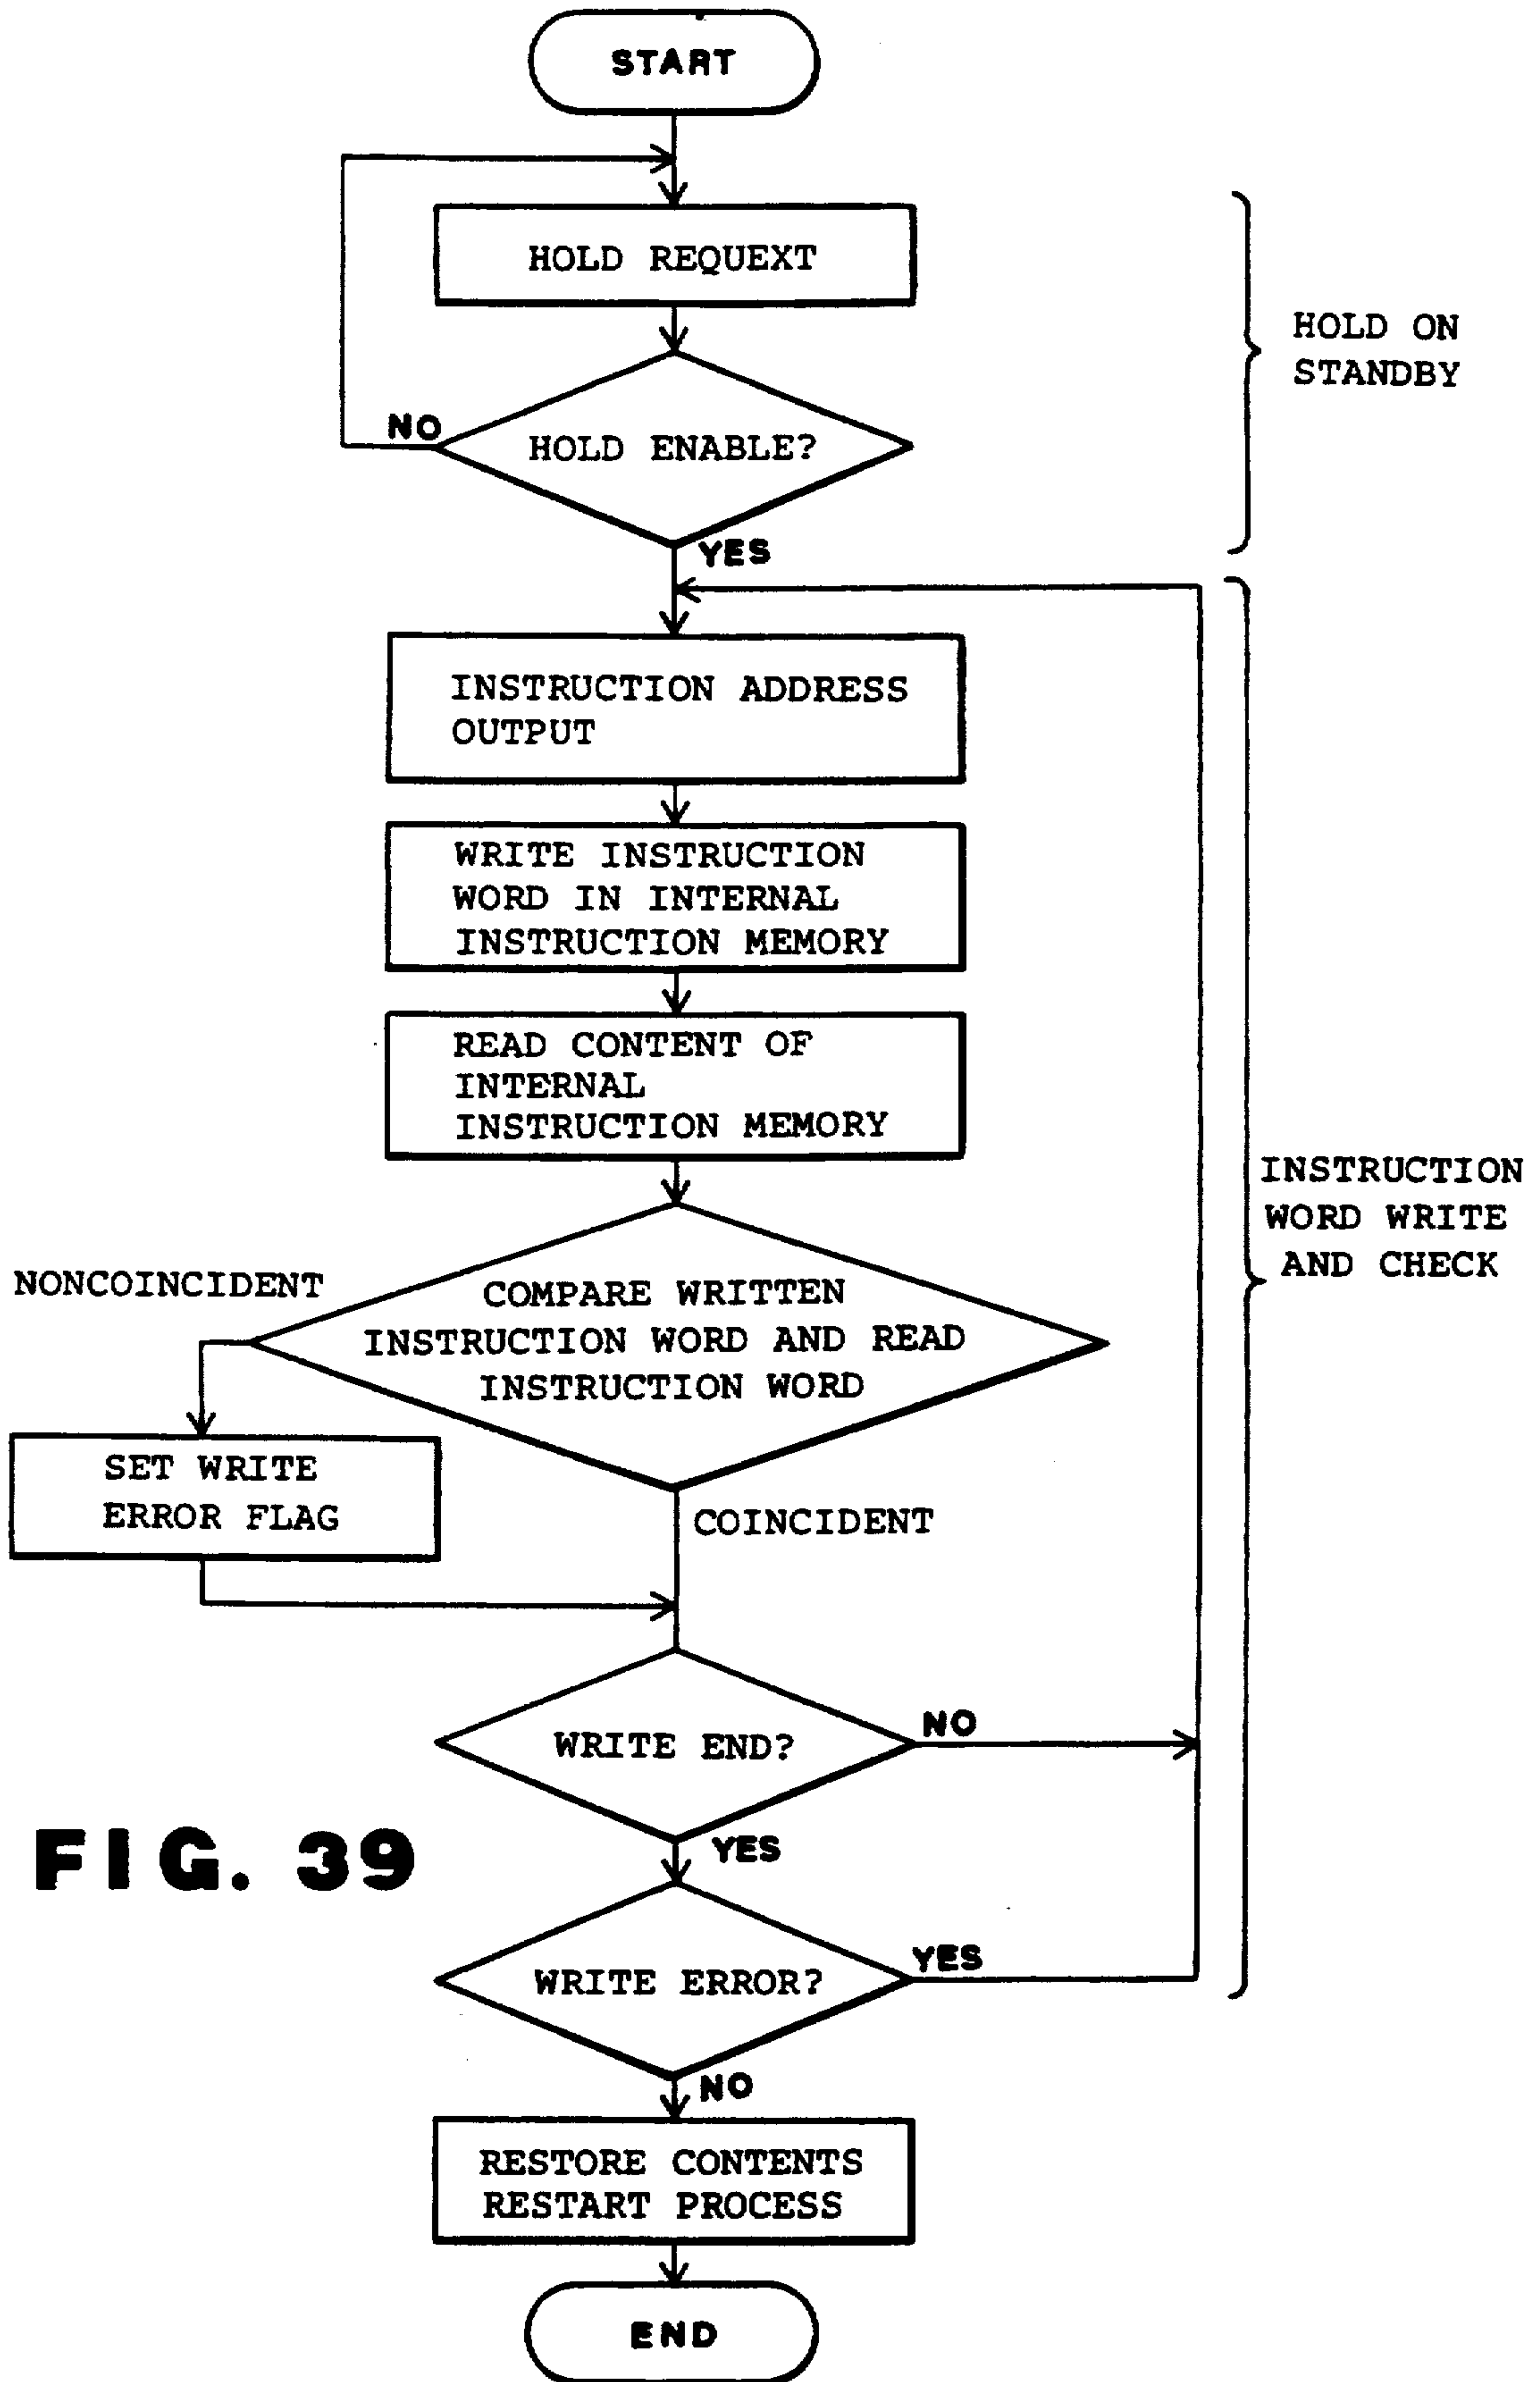 START
HOLD REQUEXT
HOLD ON
STANDBY
NO
HOLD ENABLE?
YES
INSTRUCTION ADDRESS
OUTPUT
WRITE INSTRUCTION
WORD IN INTERNAL
INSTRUCTION MEMORY
READ CONTENT OF
INTERNAL
INSTRUCTION MEMORY
INSTRUCTION
WORD WRITE
AND CHECK
NONCOINCIDENT
COMPARE WRITTEN
INSTRUCTION WORD AND READ
INSTRUCTION WORD
SET WRITE
ERROR FLAG
COINCIDENT
WRITE END?
NO
YES
FIG. 39
WRITE ERROR?
YES
NO
RESTORE CONTENTS
RESTART PROCESS
END